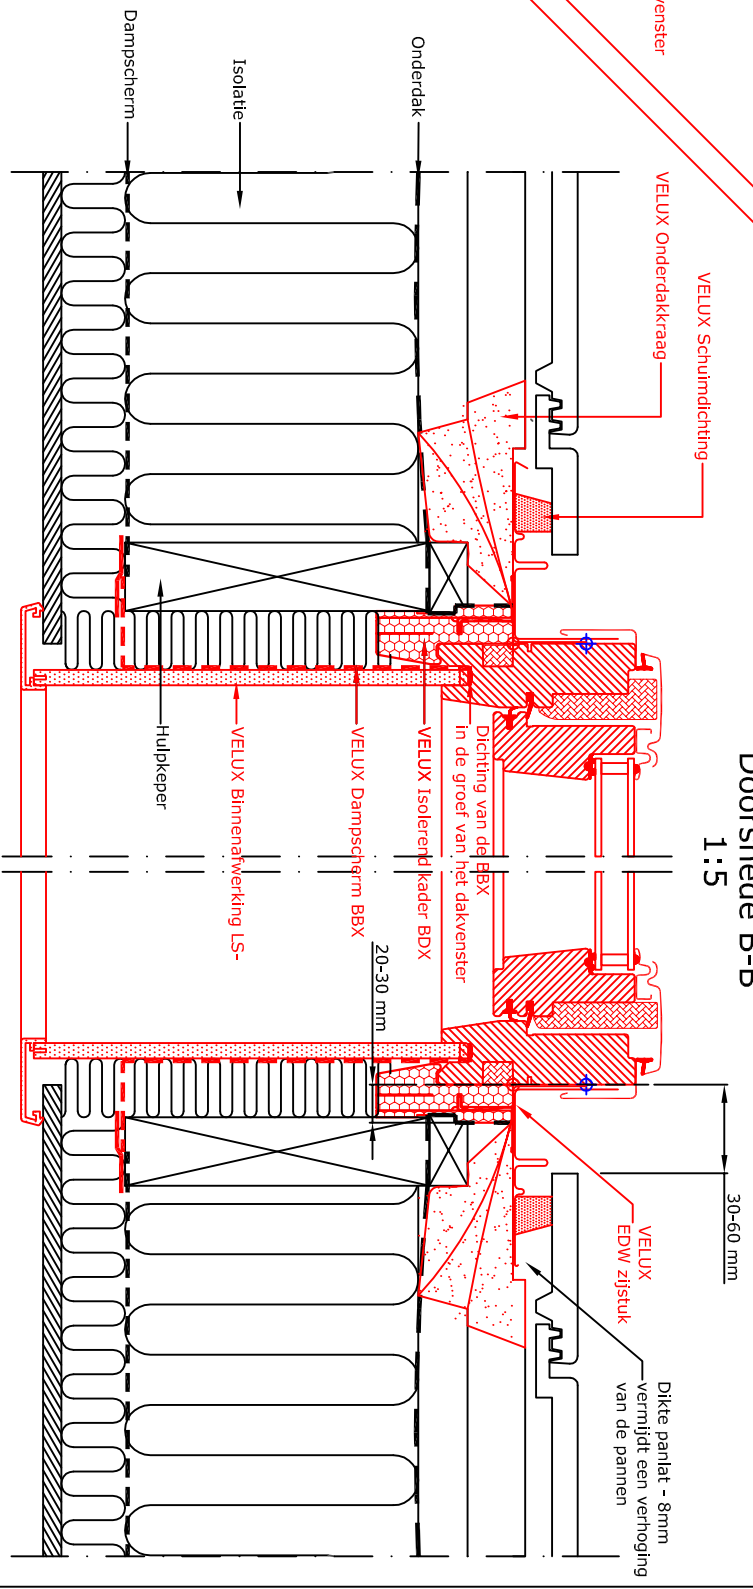 Doorsnede B-B
1:5
Dampscherm
Isolatie
Onderdak
VELUX Onderdakkraag
VELUX Schuimdichting
Hulpkeper
VELUX Binnenafwerking LS-
VELUX Dampscherm BBX
VELUX Isolerend kader BDX
Dichting van de BBX
in de groef van het dakvenster
20-30 mm
30-60 mm
VELUX
EDW zijstuk
Dikte panlat - 8mm
vermijdt een verhoging
van de pannen